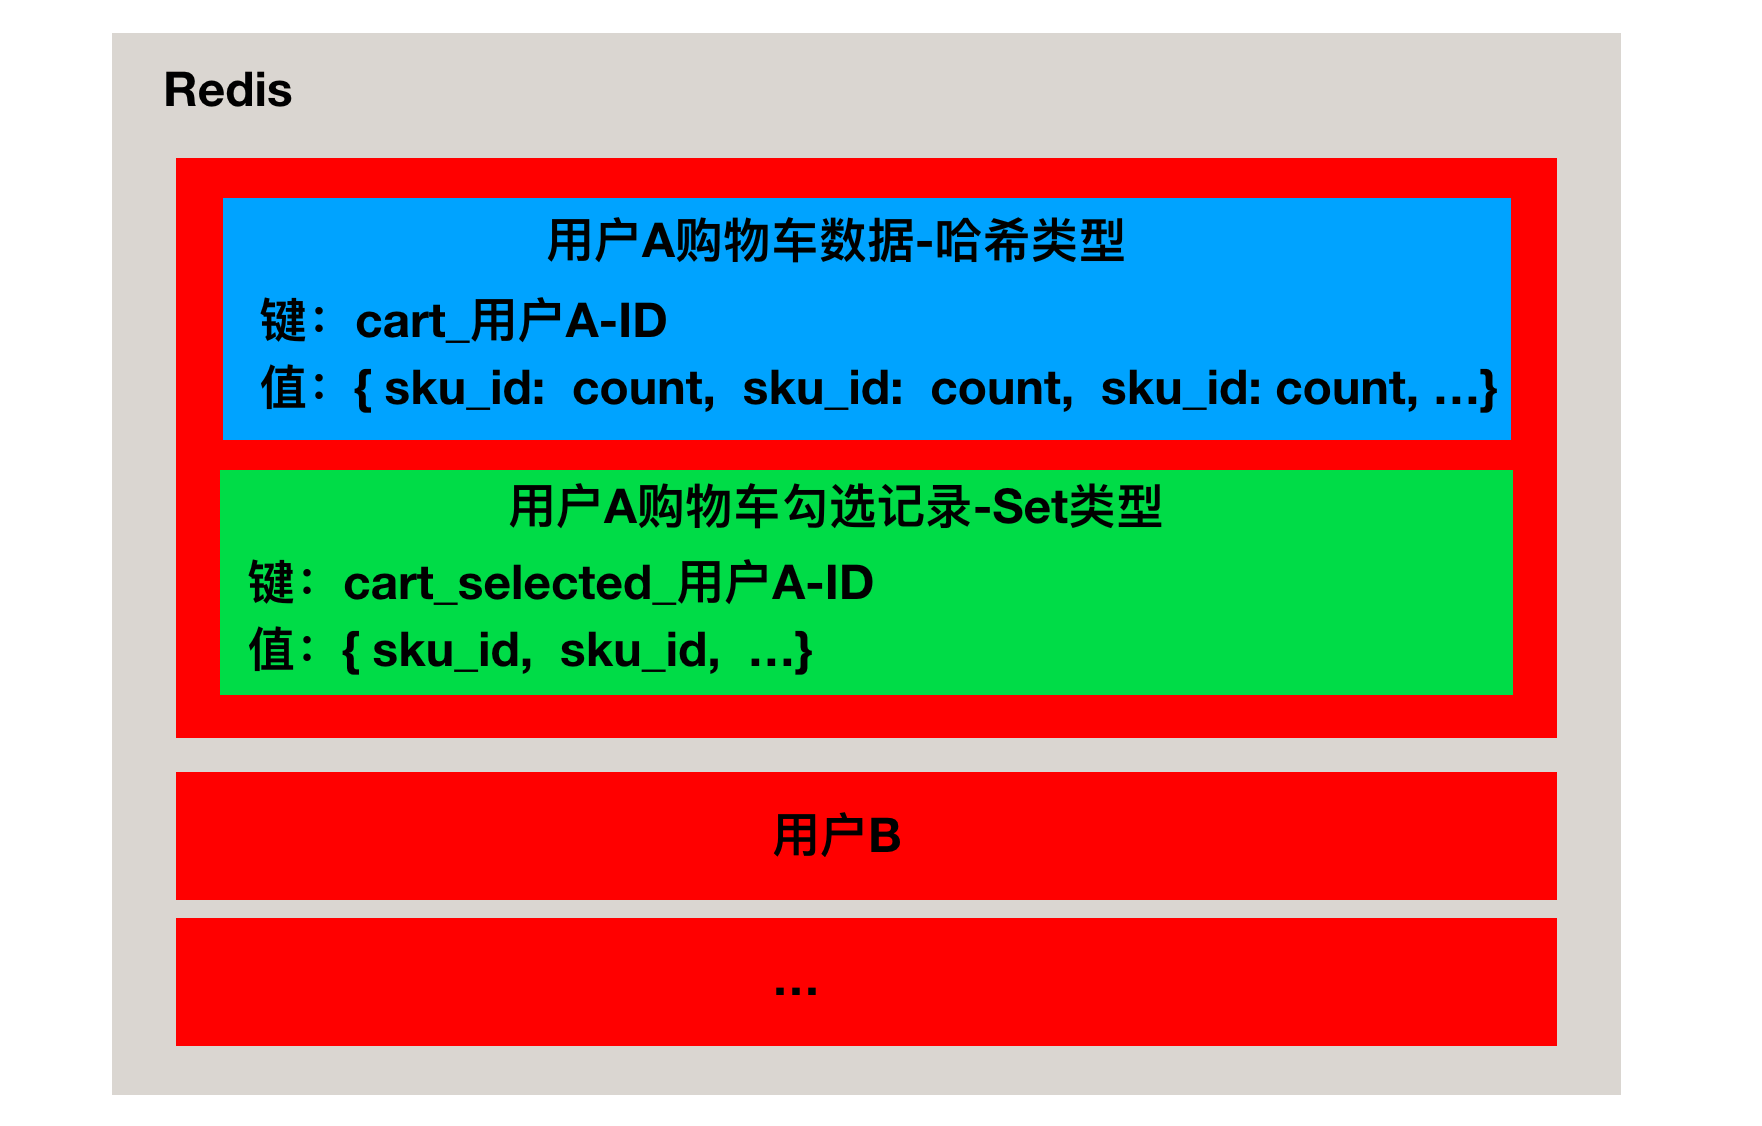 Redis
用户A购物车数据-哈希类型
键：cart_用户A-ID
值：{ sku_id:  count,  sku_id:  count,  sku_id: count, …}
用户A购物车勾选记录-Set类型
键：cart_selected_用户A-ID
值：{ sku_id,  sku_id,  …}
用户B
…